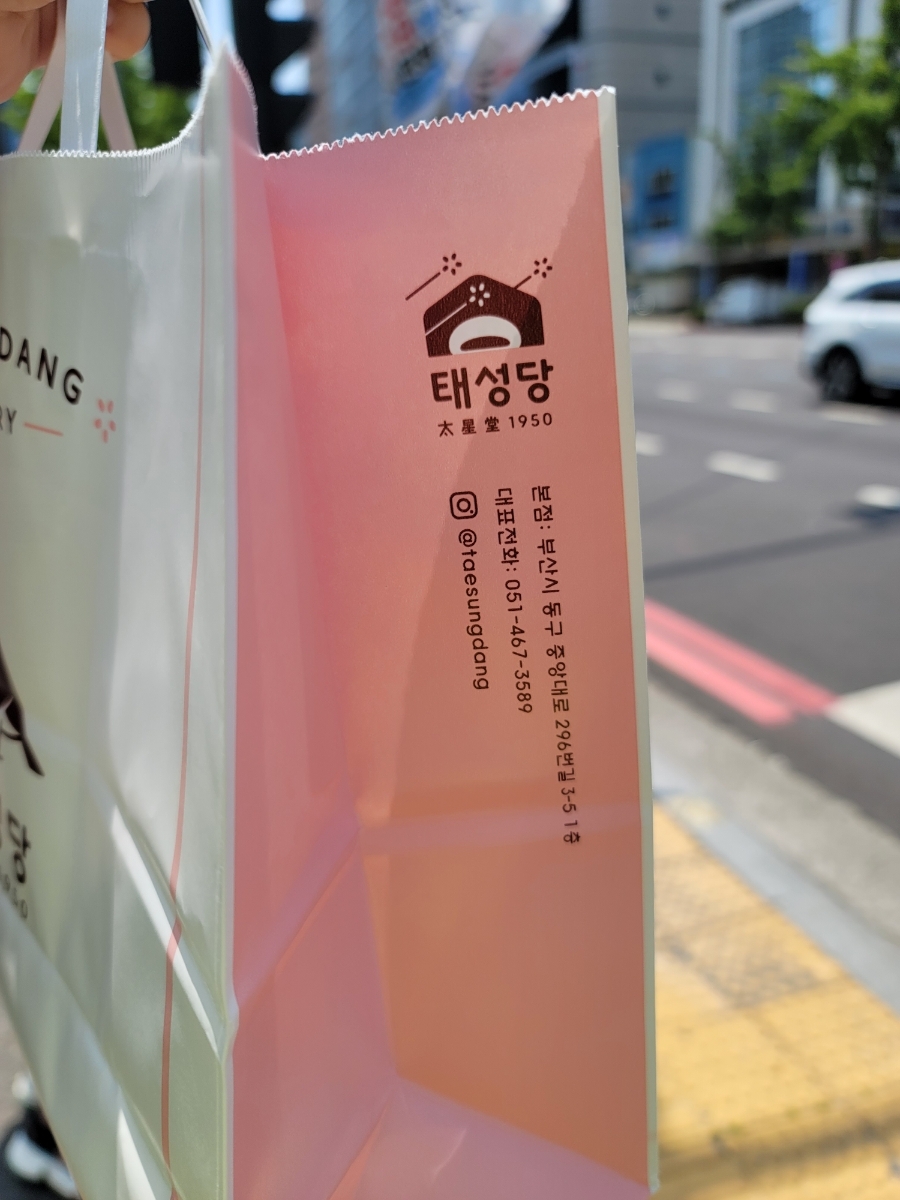 DANG
RY
태성당
太星堂 1950
본점: 부산시 동구 중앙대로 296번길 3-5 1층
대표전화: 051-467-3589
@taesungdang
당